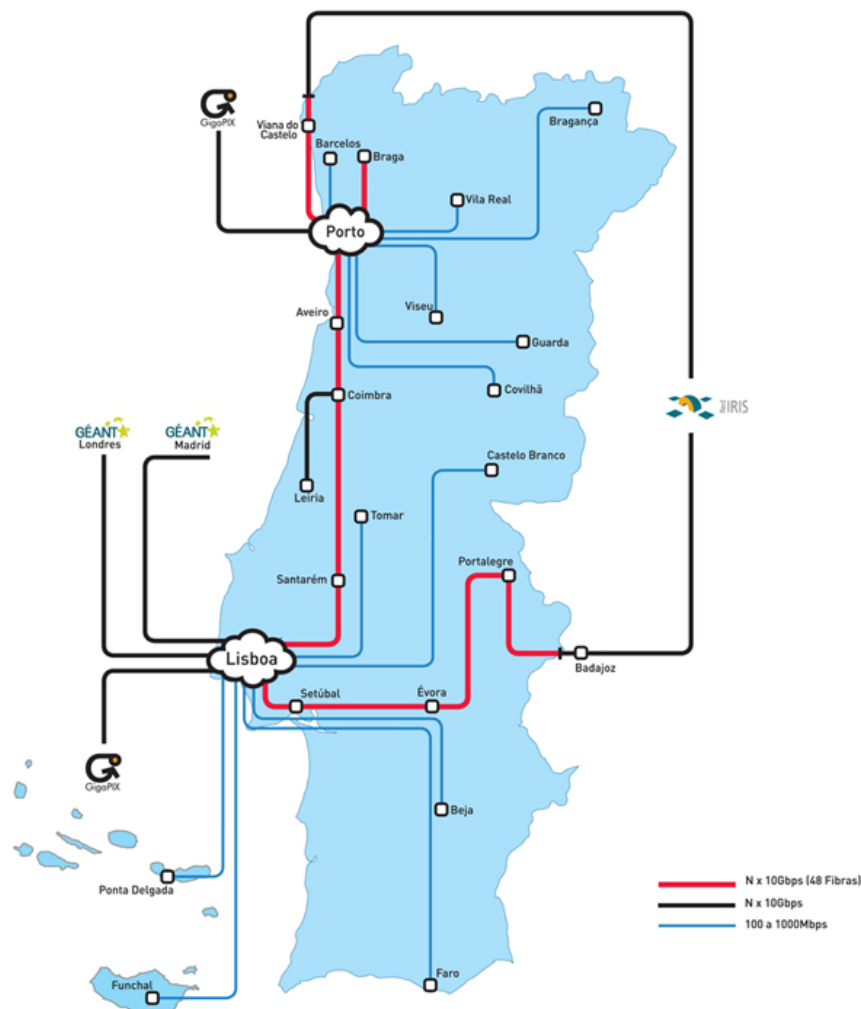 GigaPIX
Viana do
Castelo
Barcelos
Braga
Bragança
Vila Real
Porto
Viseu
Aveiro
Guarda
Covilhã
Coimbra
IRIS
GÉANT
Londres
GÉANT
Madrid
Castelo Branco
Leiria
Tomar
Portalegre
Santarém
Lisboa
Badajoz
Setúbal
Évora
GigaPIX
Beja
Ponta Delgada
N x 10Gbps (48 Fibras)
N x 10Gbps
100 a 1000Mbps
Faro
Funchal